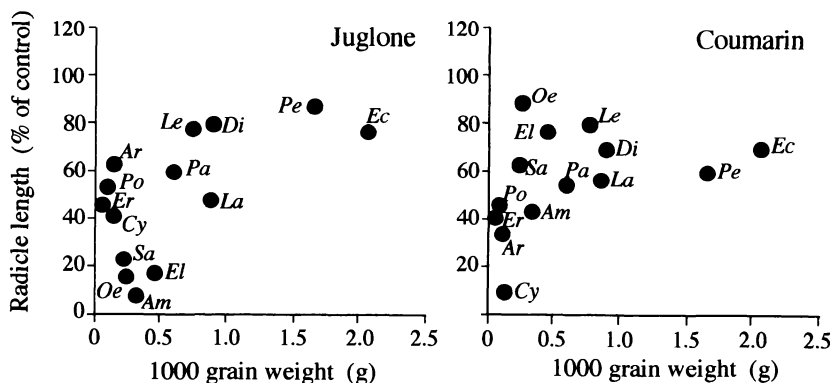 Juglone
Radicle length (% of control)
120
100
80
60
40
20
0
Pe
Ec
Le
Di
Ar
Pa
Po
Er
La
Cy
Sa
El
Oe
Am
0
0.5
1.0
1.5
2.0
2.5
1000 grain weight (g)
Coumarin
120
100
80
60
40
20
Oe
Le
El
Di
Ec
Sa
Pa
La
Pe
Po
Am
Er
Ar
Cy
0
0.5
1.0
1.5
2.0
2.5
1000 grain weight (g)